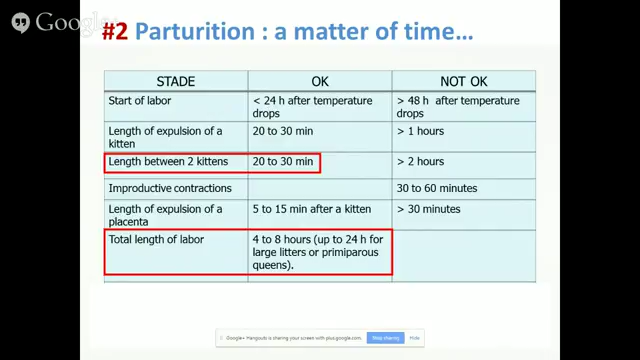 Google+
#2 Parturition : a matter of time…
STADE OK NOT OK
Start of labor < 24 h after temperature > 48 h after temperature
drops drops
Length of expulsion of a 20 to 30 min > 1 hours
kitten
Length between 2 kittens 20 to 30 min > 2 hours
Improductive contractions 30 to 60 minutes
Length of expulsion of a 5 to 15 min after a kitten > 30 minutes
placenta
Total length of labor 4 to 8 hours (up to 24 h for
large litters or primiparous
queens).
Google+ Hangouts is sharing your screen with plus.google.com. Stop sharing Hide